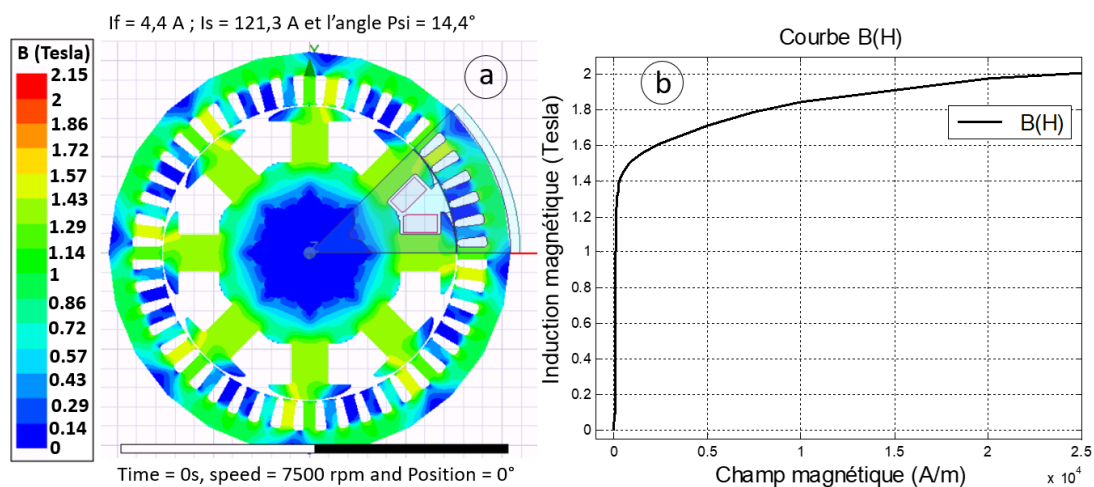 If = 4,4 A ; Is = 121,3 A et l'angle Psi = 14,4°
B (Tesla)
2.15
2
1.86
1.72
1.57
1.43
1.29
1.14
1
0.86
0.72
0.57
0.43
0.29
0.14
0
Y
a
Time = 0s, speed = 7500 rpm and Position = 0°
Courbe B(H)
b
B(H)
Induction magnétique (Tesla)
2
1.8
1.6
1.4
1.2
1
0.8
0.6
0.4
0.2
0
0 0.5 1 1.5 2 2.5
x 10⁴
Champ magnétique (A/m)